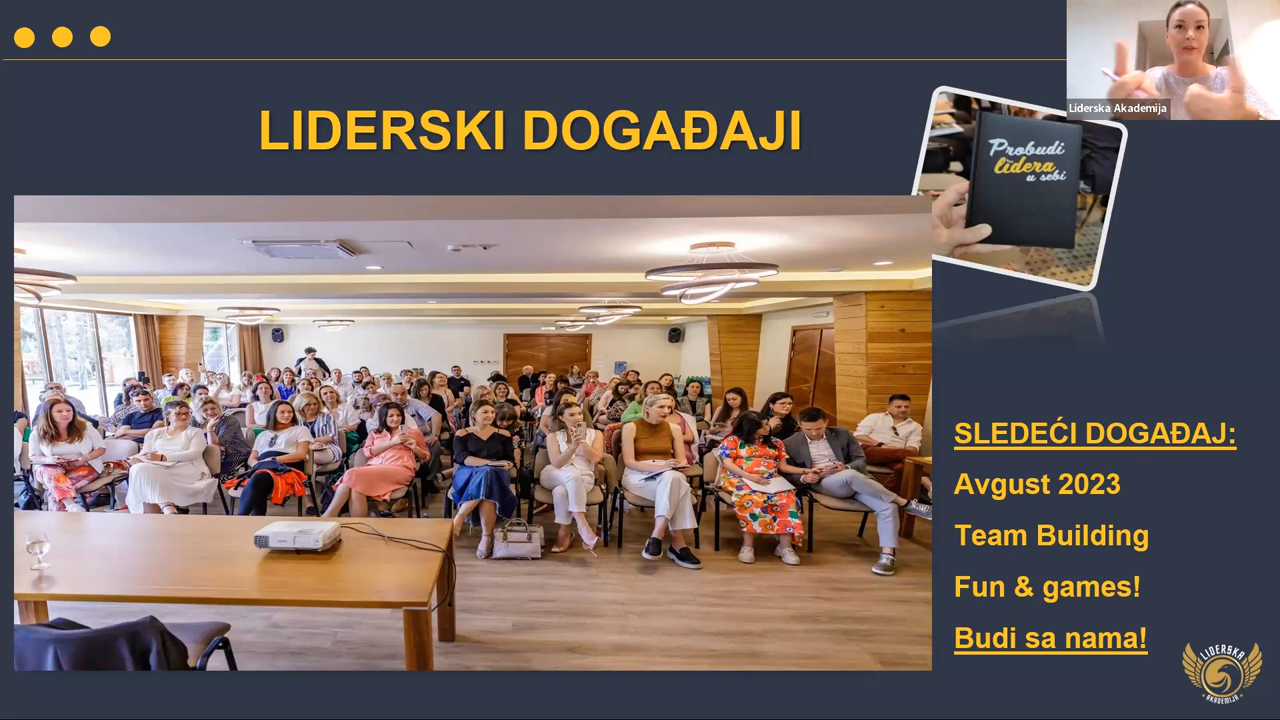 Liderska Akademija
LIDERSKI DOGAĐAJI
Probudi
lidera
u sebi
SLEDEĆI DOGAĐAJ:
Avgust 2023
Team Building
Fun & games!
Budi sa nama!
LIDERSKA
AKADEMIJA